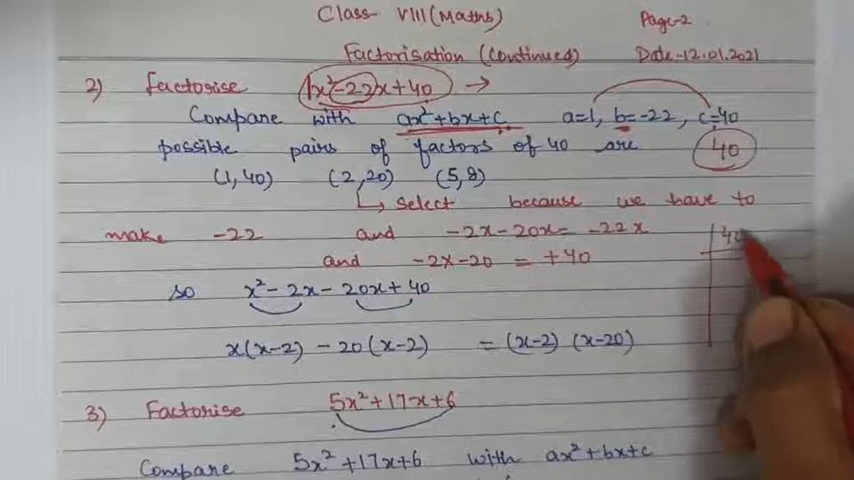 Class- VIII (Maths) Page-2
Factorisation (Continued) Date-12.01.2021
2) Factorise 1x²-22x+40 →
Compare with ax²+bx+c a=1, b=-22, c=40
possible pairs of factors of 40 are 40
(1,40) (2,20) (5,8)
↳ Select because we have to
make -22 and -2x-20x= -22x 40
and -2x-20 = +40
so x²-2x-20x+40
x(x-2) -20(x-2) = (x-2) (x-20)
3) Factorise 5x²+17x+6
Compare 5x²+17x+6 with ax²+bx+c